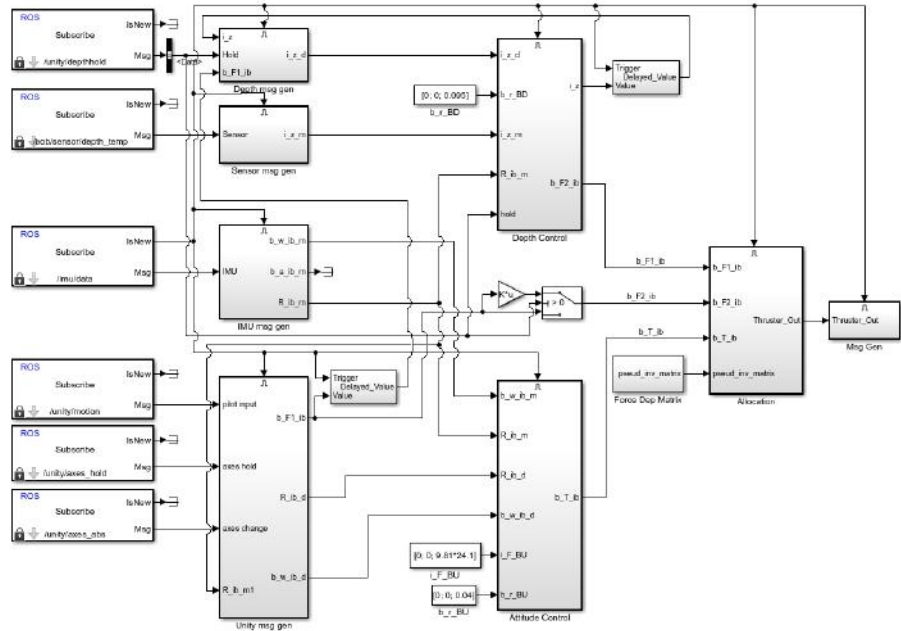 ROS
IsNew
Subscribe
Msg
/unity/depthhold
<Data>
i_z
Hold
b_F1_ib
i_z_d
Depth msg gen
ROS
IsNew
Subscribe
Msg
/bob/sensor/depth_temp
Sensor
i_z_m
Sensor msg gen
i_z_d
[0; 0; 0.005]
b_r_BD
b_r_BD
i_z_m
R_ib_m
hold
i_z
b_F2_ib
Depth Control
Trigger
Delayed_Value
Value
ROS
IsNew
Subscribe
Msg
/imu/data
IMU
b_w_ib_m
b_a_ib_m
R_ib_m
IMU msg gen
K*u
> 0
b_F1_ib
b_F2_ib
b_T_ib
b_F1_ib
b_F2_ib
b_T_ib
pseud_inv_matrix
Thruster_Out
Allocation
pseud_inv_matrix
Force Dep Matrix
Thruster_Out
Msg Gen
ROS
IsNew
Subscribe
Msg
/unity/motion
ROS
IsNew
Subscribe
Msg
/unity/axes_hold
ROS
IsNew
Subscribe
Msg
/unity/axes_abs
pilot input
axes hold
axes change
R_ib_m1
b_F1_ib
R_ib_d
b_w_ib_d
Unity msg gen
Trigger
Delayed_Value
Value
b_w_ib_m
R_ib_m
R_ib_d
b_w_ib_d
i_F_BU
b_r_BU
b_T_ib
Attitude Control
[0; 0; 9.81*24.1]
i_F_BU
[0; 0; 0.04]
b_r_BU